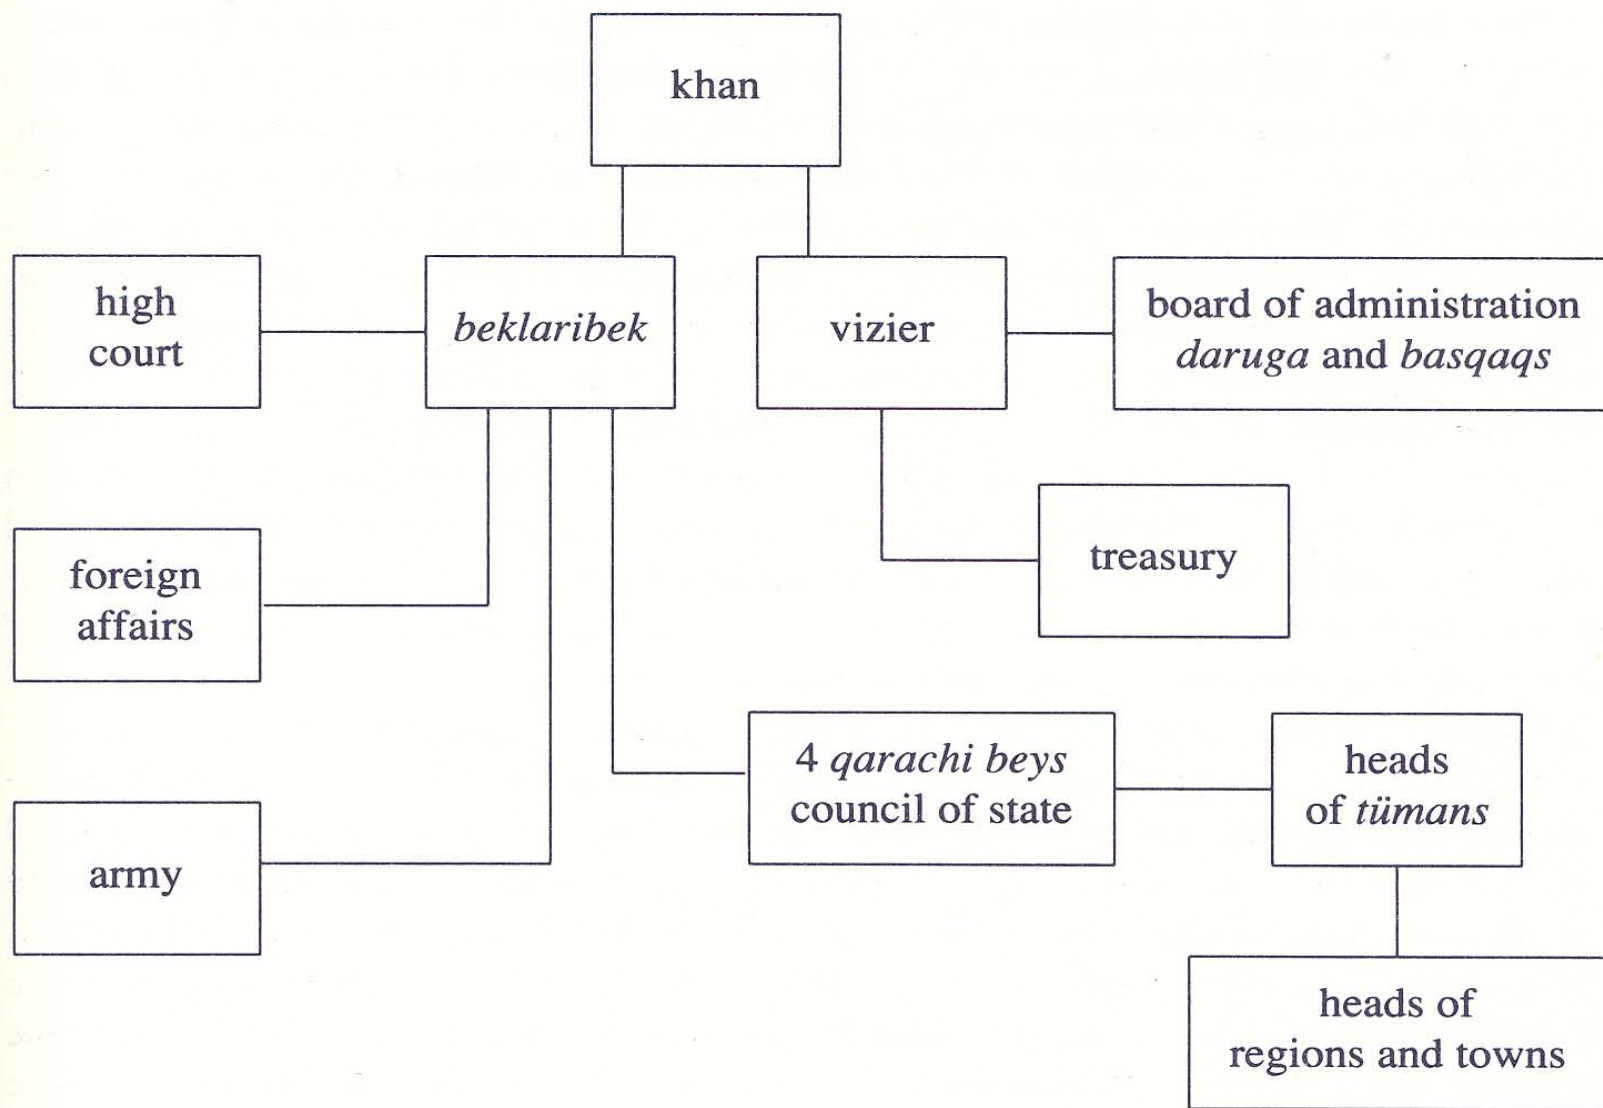 khan
high
court
beklaribek
vizier
board of administration
daruga and basqaqs
foreign
affairs
treasury
army
4 qarachi beys
council of state
heads
of tümans
heads of
regions and towns